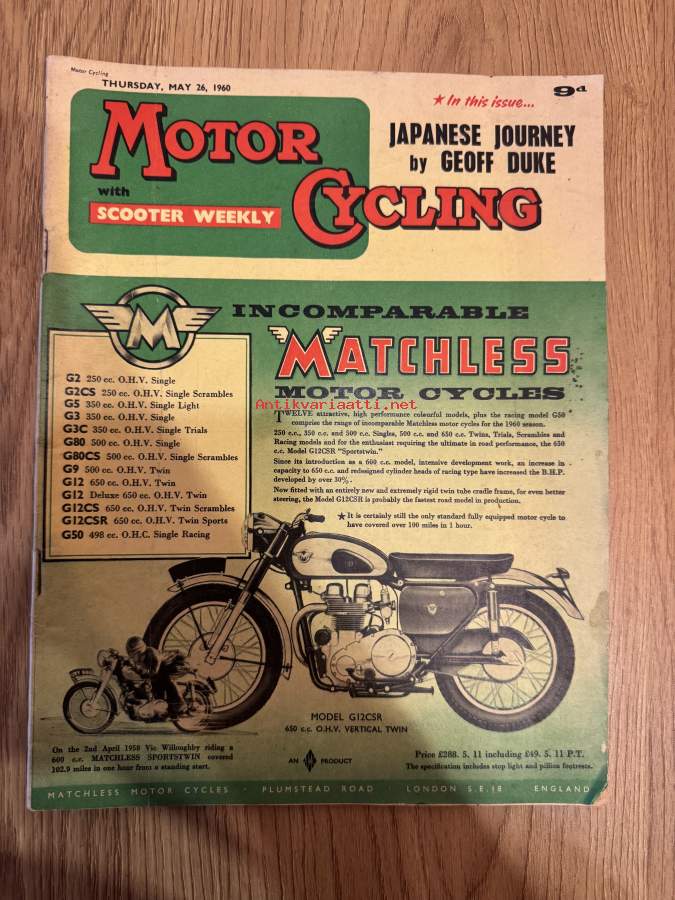 Motor Cycling
THURSDAY, MAY 26, 1960
9d
★ In this issue...
JAPANESE JOURNEY
by GEOFF DUKE
MOTOR
with
CYCLING
SCOOTER WEEKLY
M
INCOMPARABLE
MATCHLESS
MOTOR CYCLES
Antikvariaatti.net
G2 250 cc. O.H.V. Single
G2CS 250 cc. O.H.V. Single Scrambles
G5 350 cc. O.H.V. Single Light
G3 350 cc. O.H.V. Single
G3C 350 cc. O.H.V. Single Trials
G80 500 cc. O.H.V. Single
G80CS 500 cc. O.H.V. Single Scrambles
G9 500 cc. O.H.V. Twin
G12 650 cc. O.H.V. Twin
G12 Deluxe 650 cc. O.H.V. Twin
G12CS 650 cc. O.H.V. Twin Scrambles
G12CSR 650 cc. O.H.V. Twin Sports
G50 498 cc. O.H.C. Single Racing
TWELVE attractive, high performance colourful models, plus the racing model G50
comprise the range of incomparable Matchless motor cycles for the 1960 season.
250 c.c., 350 c.c. and 500 c.c. Singles, 500 c.c. and 650 c.c. Twins, Trials, Scrambles and
Racing models and for the enthusiast requiring the ultimate in road performance, the 650
c.c. Model G12CSR "Sportstwin."
Since its introduction as a 600 c.c. model, intensive development work, an increase in
capacity to 650 c.c. and redesigned cylinder heads of racing type have increased the B.H.P.
developed by over 30%.
Now fitted with an entirely new and extremely rigid twin tube cradle frame, for even better
steering, the Model G12CSR is probably the fastest road model in production.
★ It is certainly still the only standard fully equipped motor cycle to
have covered over 100 miles in 1 hour.
MODEL G12CSR
650 c.c. O.H.V. VERTICAL TWIN
On the 2nd April 1958 Vic Willoughby riding a
600 c.c. MATCHLESS SPORTSTWIN covered
102.9 miles in one hour from a standing start.
AN PRODUCT
Price £288. 5. 11 including £49. 5. 11 P.T.
The specification includes stop light and pillion footrests.
MATCHLESS MOTOR CYCLES · PLUMSTEAD ROAD · LONDON S.E.18 · ENGLAND